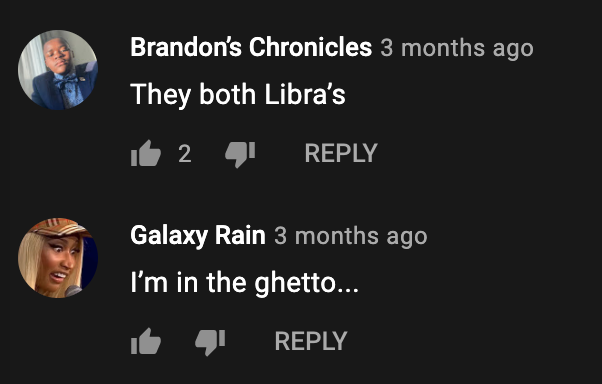 Brandon's Chronicles 3 months ago
They both Libra's
2 REPLY
Galaxy Rain 3 months ago
I'm in the ghetto...
REPLY